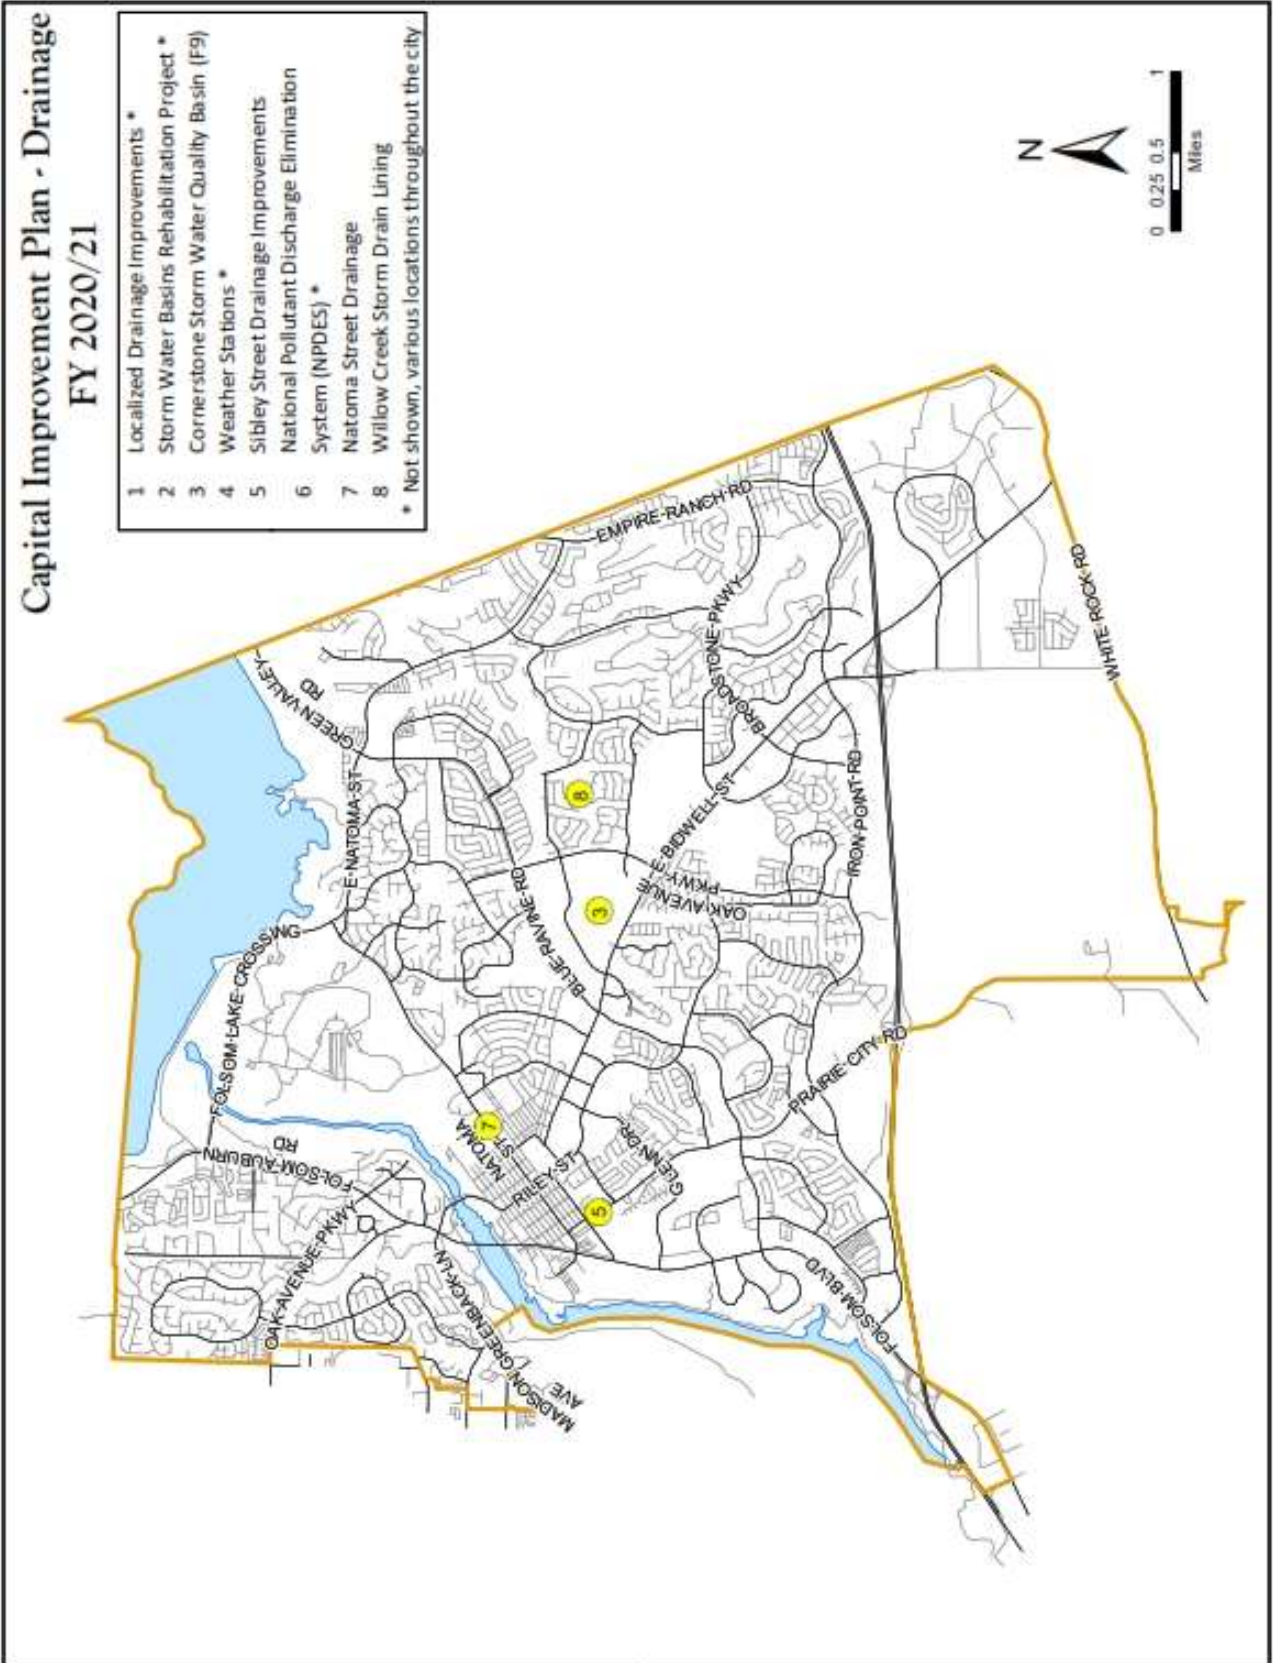 Capital Improvement Plan - Drainage
FY 2020/21
1 Localized Drainage Improvements *
2 Storm Water Basins Rehabilitation Project *
3 Cornerstone Storm Water Quality Basin (F9)
4 Weather Stations *
5 Sibley Street Drainage Improvements
6 National Pollutant Discharge Elimination
System (NPDES) *
7 Natoma Street Drainage
8 Willow Creek Storm Drain Lining
* Not shown, various locations throughout the city
N
0 0.25 0.5 1
Miles
MADISON
AVE
GREENBACK-LN
OAK-AVENUE-PKWY
FOLSOM-AUBURN
RD
FOLSOM-LAKE-CROSSING
E-NATOMA-ST
GREEN-VALLEY
RD
NATOMA
ST
7
RILEY-ST
5
GLENN-DR
BLUE-RAVINE-RD
3
8
E-BIDWELL-ST
OAK-AVENUE
PKWY
EMPIRE-RANCH-RD
BROADSTONE-PKWY
IRON-POINT-RD
PRAIRIE-CITY-RD
FOLSOM-BLVD
WHITE-ROCK-RD